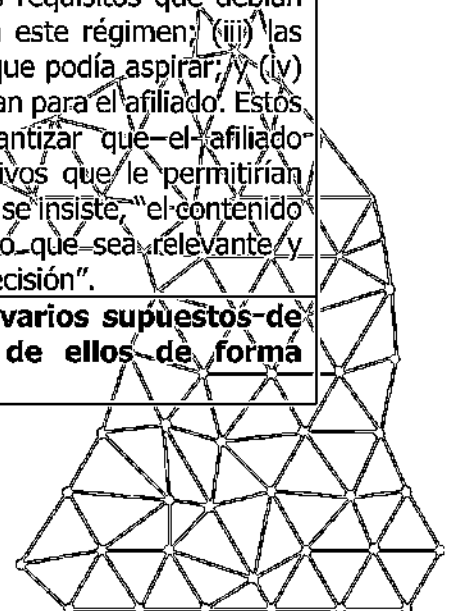 requisitos que debían
este régimen; (iii) las
que podía aspirar; y (iv)
an para el afiliado. Estos
antizar que el afiliado
ivos que le permitirían
se insiste, "el contenido
o que sea relevante y
ecisión".
varios supuestos de
de ellos de forma